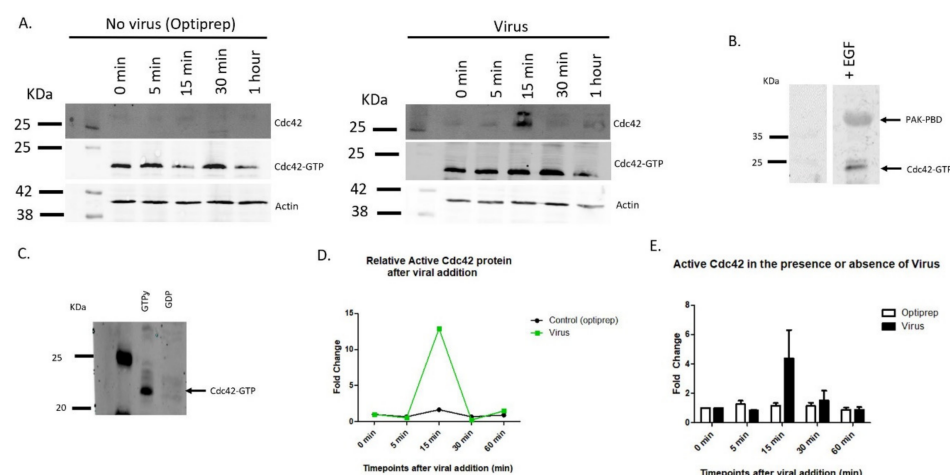 A.
No virus (Optiprep)
0 min
5 min
15 min
30 min
1 hour
KDa
25
25
42
38
Cdc42
Cdc42-GTP
Actin
Virus
0 min
5 min
15 min
30 min
1 hour
KDa
25
25
42
38
Cdc42
Cdc42-GTP
Actin
B.
+ EGF
KDa
35
25
PAK-PBD
Cdc42-GTP
C.
KDa
GTPγ
GDP
25
20
Cdc42-GTP
D.
Relative Active Cdc42 protein
after viral addition
Fold Change
15
10
5
0
0 min
5 min
15 min
30 min
60 min
Timepoints after viral addition (min)
Control (optiprep)
Virus
E.
Active Cdc42 in the presence or absence of Virus
Fold Change
8
6
4
2
0
0 min
5 min
15 min
30 min
60 min
Timepoints after viral addition (min)
Optiprep
Virus